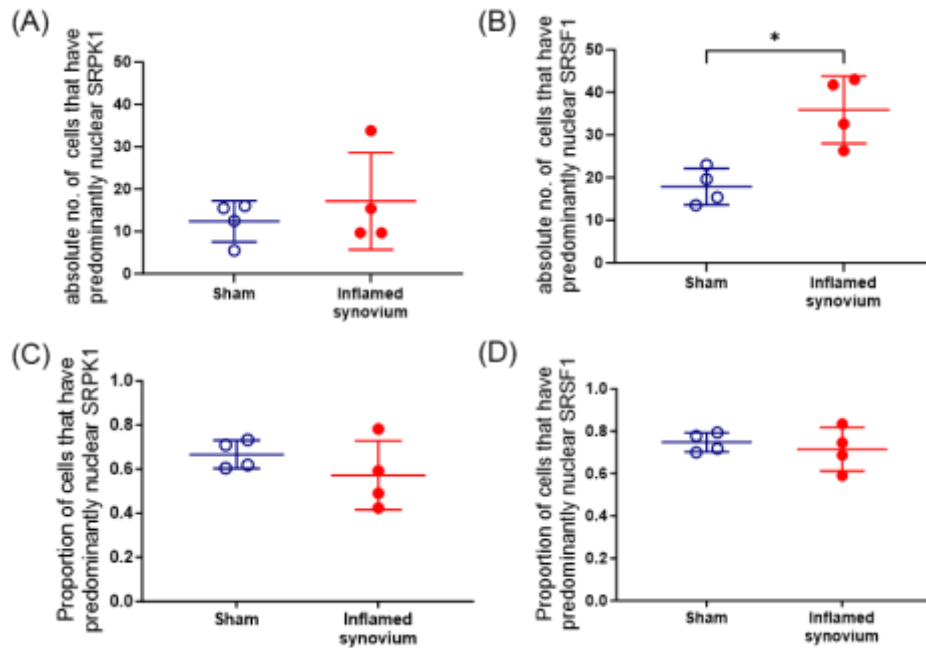 (A)
absolute no. of cells that have
predominantly nuclear SRPK1
50
40
30
20
10
0
Sham
Inflamed
synovium
(B)
absolute no. of cells that have
predominantly nuclear SRSF1
50
40
30
20
10
0
*
Sham
Inflamed
synovium
(C)
Proportion of cells that have
predominantly nuclear SRPK1
1.0
0.8
0.6
0.4
0.2
0.0
Sham
Inflamed
synovium
(D)
Proportion of cells that have
predominantly nuclear SRSF1
1.0
0.8
0.6
0.4
0.2
0.0
Sham
Inflamed
synovium